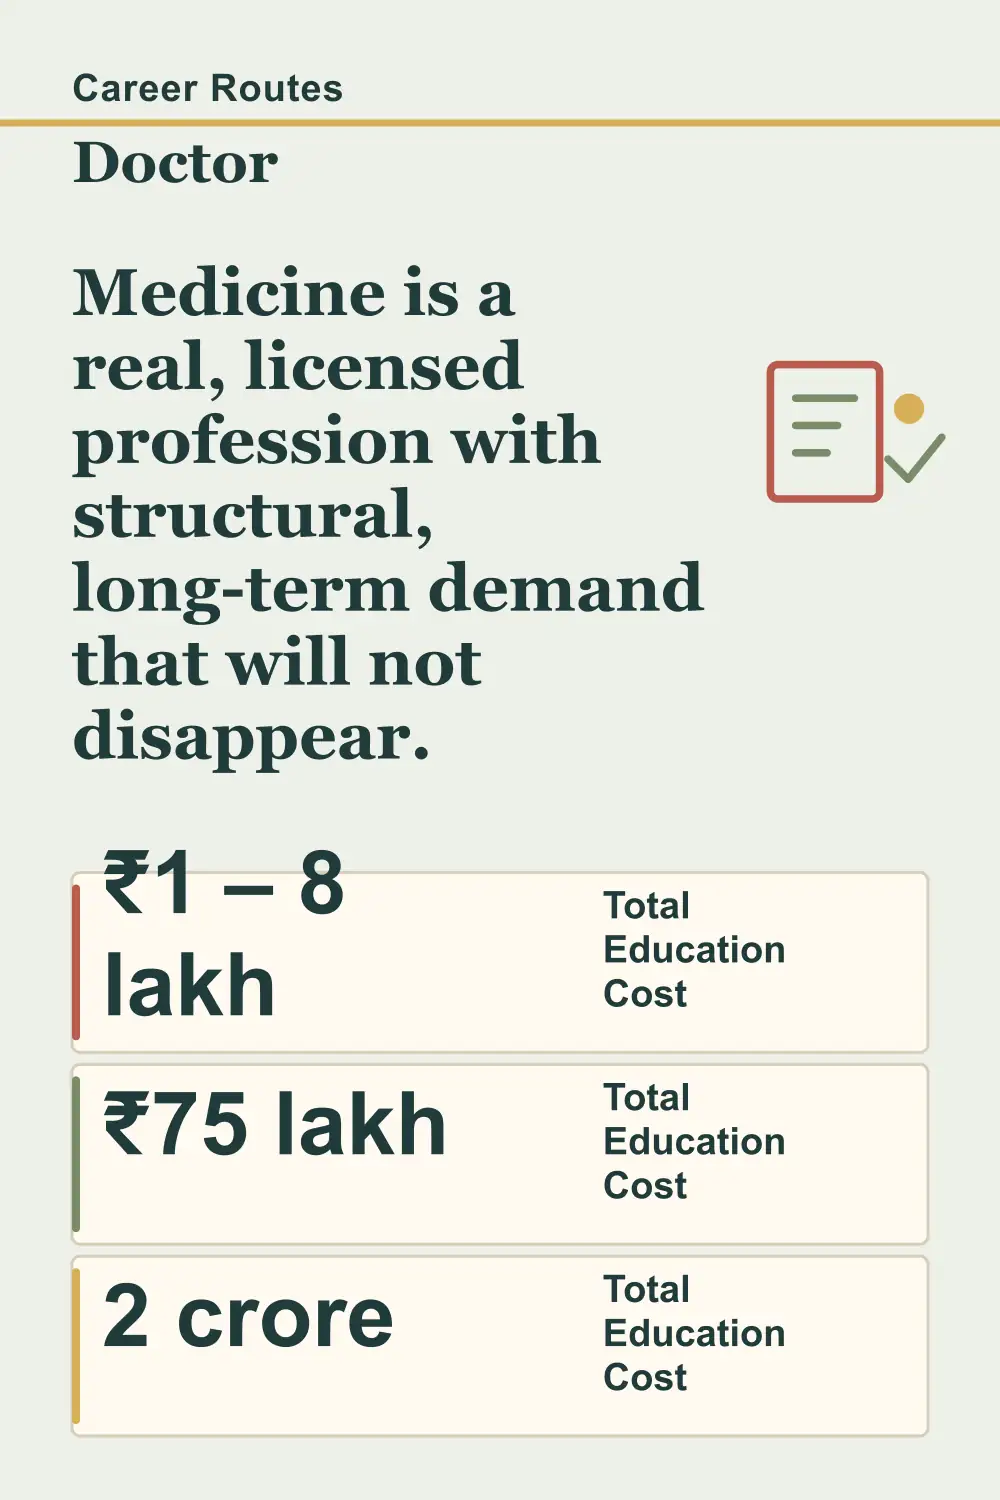 Career Routes
Doctor
Medicine is a
real, licensed
profession with
structural,
long-term demand
that will not
disappear.
₹1 – 8
lakh
Total
Education
Cost
₹75 lakh
Total
Education
Cost
2 crore
Total
Education
Cost